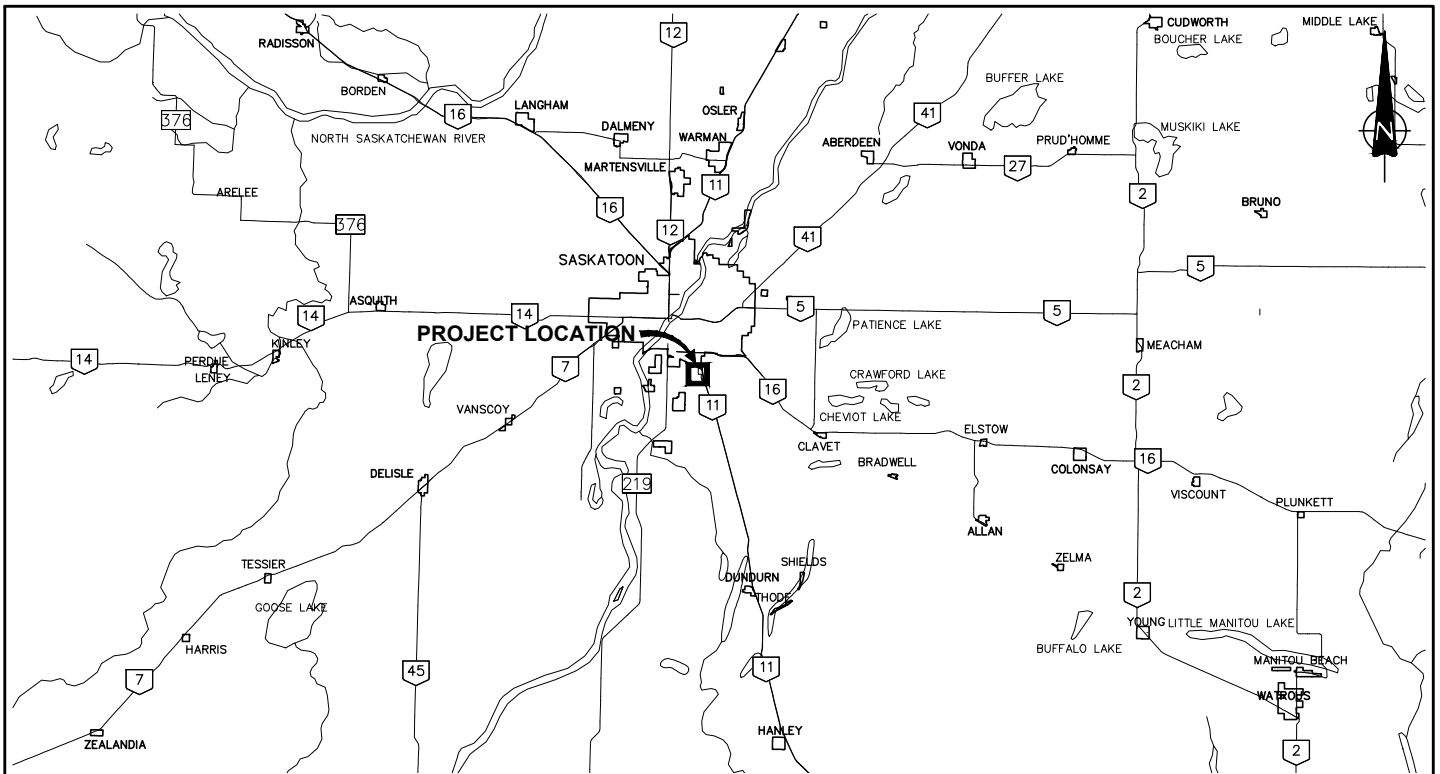 12
CUDWORTH
MIDDLE LAKE
RADISSON
BOUCHER LAKE
BUFFER LAKE
BORDEN
LANGHAM
OSLER
16
41
376
DALMENY
WARMAN
MUSKIKI LAKE
N
NORTH SASKATCHEWAN RIVER
ABERDEEN
VONDA
PRUD'HOMME
MARTENSVILLE
27
11
ARELEE
2
BRUNO
16
376
12
41
SASKATOON
5
ASQUITH
14
14
5
5
PATIENCE LAKE
PROJECT LOCATION
KINLEY
MEACHAM
14
PERDUE
7
LENEY
CRAWFORD LAKE
16
2
11
VANSCOY
CHEVIOT LAKE
ELSTOW
CLAVET
BRADWELL
COLONSAY
16
DELISLE
219
VISCOUNT
PLUNKETT
ALLAN
ZELMA
TESSIER
SHIELDS
DUNDURN
THODE
2
GOOSE LAKE
YOUNG
LITTLE MANITOU LAKE
HARRIS
BUFFALO LAKE
MANITOU BEACH
11
45
7
WATROUS
HANLEY
ZEALANDIA
2